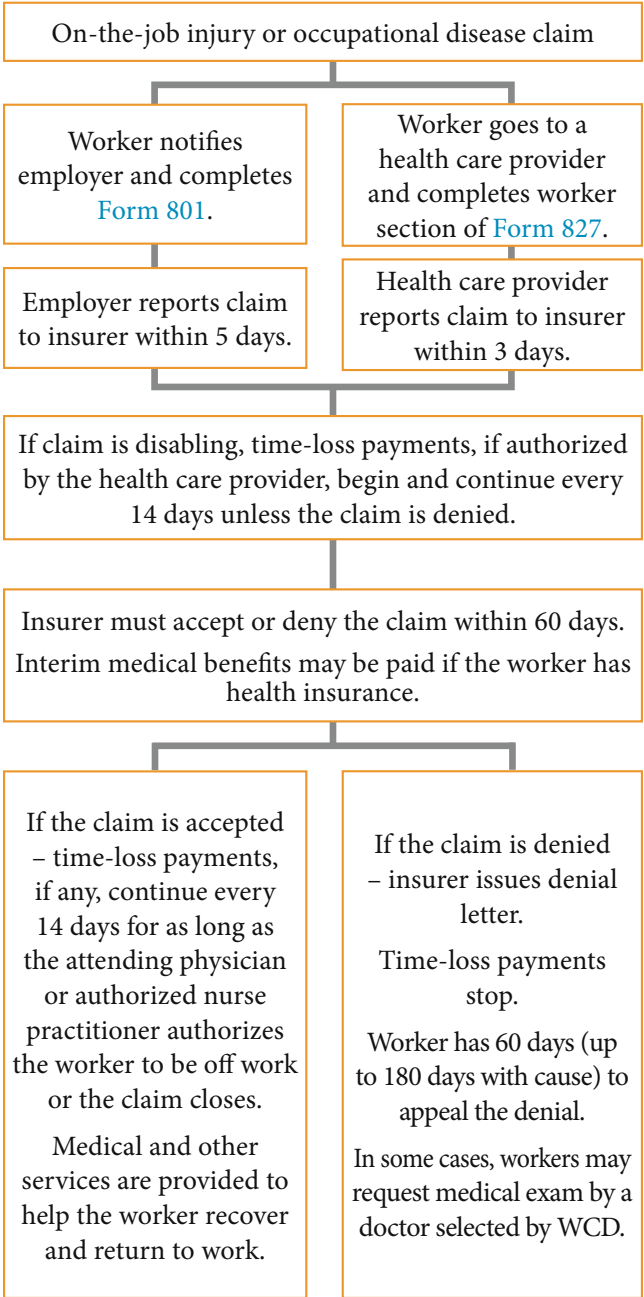 On-the-job injury or occupational disease claim
Worker notifies
employer and completes
Form 801.
Worker goes to a
health care provider
and completes worker
section of Form 827.
Employer reports claim
to insurer within 5 days.
Health care provider
reports claim to insurer
within 3 days.
If claim is disabling, time-loss payments, if authorized
by the health care provider, begin and continue every
14 days unless the claim is denied.
Insurer must accept or deny the claim within 60 days.
Interim medical benefits may be paid if the worker has
health insurance.
If the claim is accepted
– time-loss payments,
if any, continue every
14 days for as long as
the attending physician
or authorized nurse
practitioner authorizes
the worker to be off work
or the claim closes.
Medical and other
services are provided to
help the worker recover
and return to work.
If the claim is denied
– insurer issues denial
letter.
Time-loss payments
stop.
Worker has 60 days (up
to 180 days with cause) to
appeal the denial.
In some cases, workers may
request medical exam by a
doctor selected by WCD.